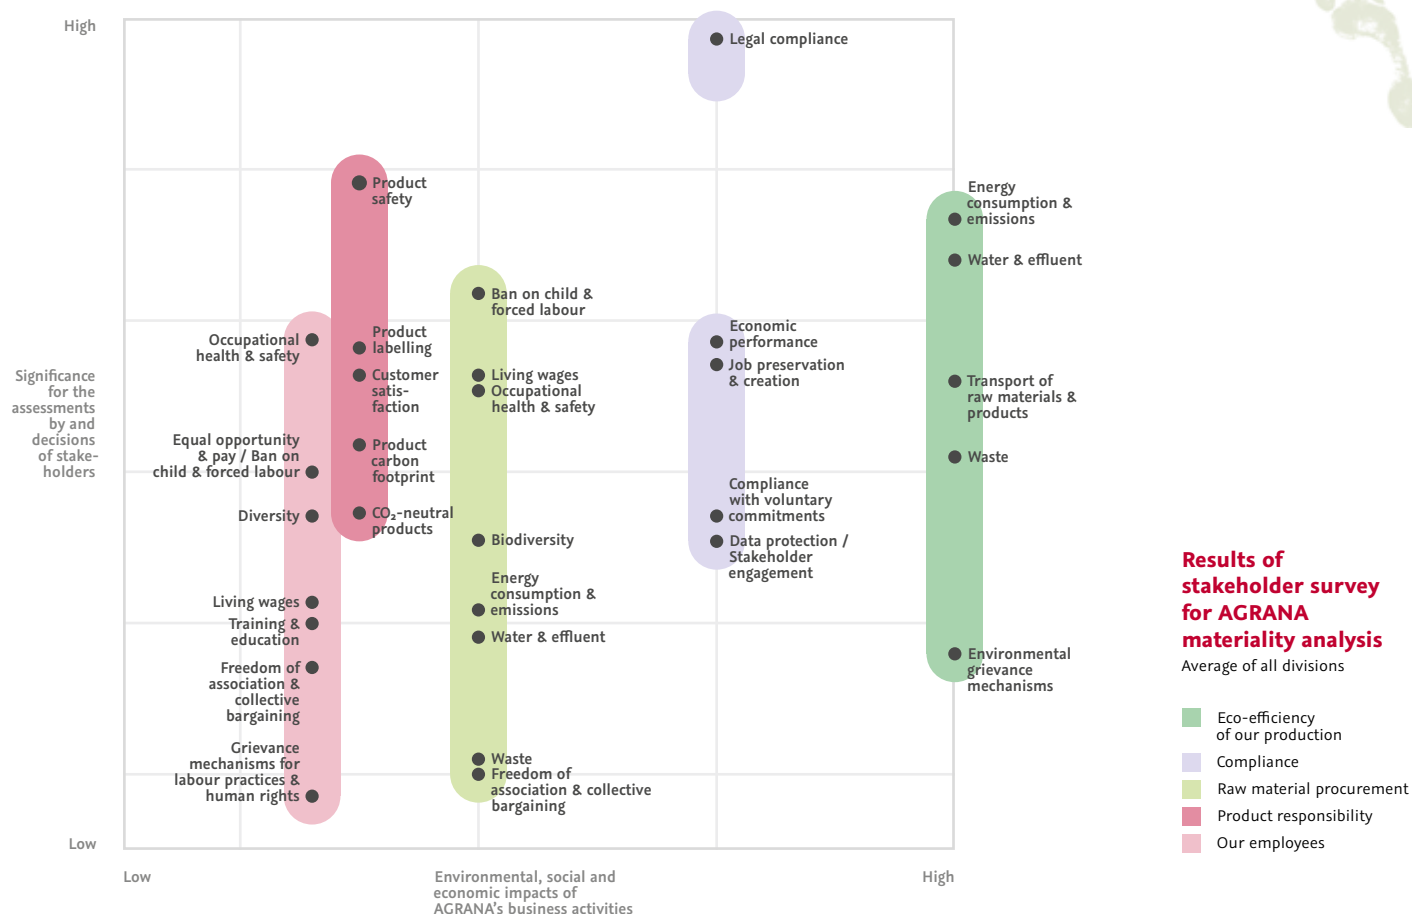 High
Significance
for the
assessments
by and
decisions
of stake-
holders
Low
Low
Environmental, social and
economic impacts of
AGRANA's business activities
High
Occupational
health & safety
Equal opportunity
& pay / Ban on
child & forced labour
Diversity
Living wages
Training &
education
Freedom of
association &
collective
bargaining
Grievance
mechanisms for
labour practices &
human rights
Product
safety
Product
labelling
Customer
satis-
faction
Product
carbon
footprint
CO₂-neutral
products
Ban on child &
forced labour
Living wages
Occupational
health & safety
Biodiversity
Energy
consumption &
emissions
Water & effluent
Waste
Freedom of
association & collective
bargaining
Legal compliance
Economic
performance
Job preservation
& creation
Compliance
with voluntary
commitments
Data protection /
Stakeholder
engagement
Energy
consumption &
emissions
Water & effluent
Transport of
raw materials &
products
Waste
Environmental
grievance
mechanisms
Results of
stakeholder survey
for AGRANA
materiality analysis
Average of all divisions
Eco-efficiency
of our production
Compliance
Raw material procurement
Product responsibility
Our employees